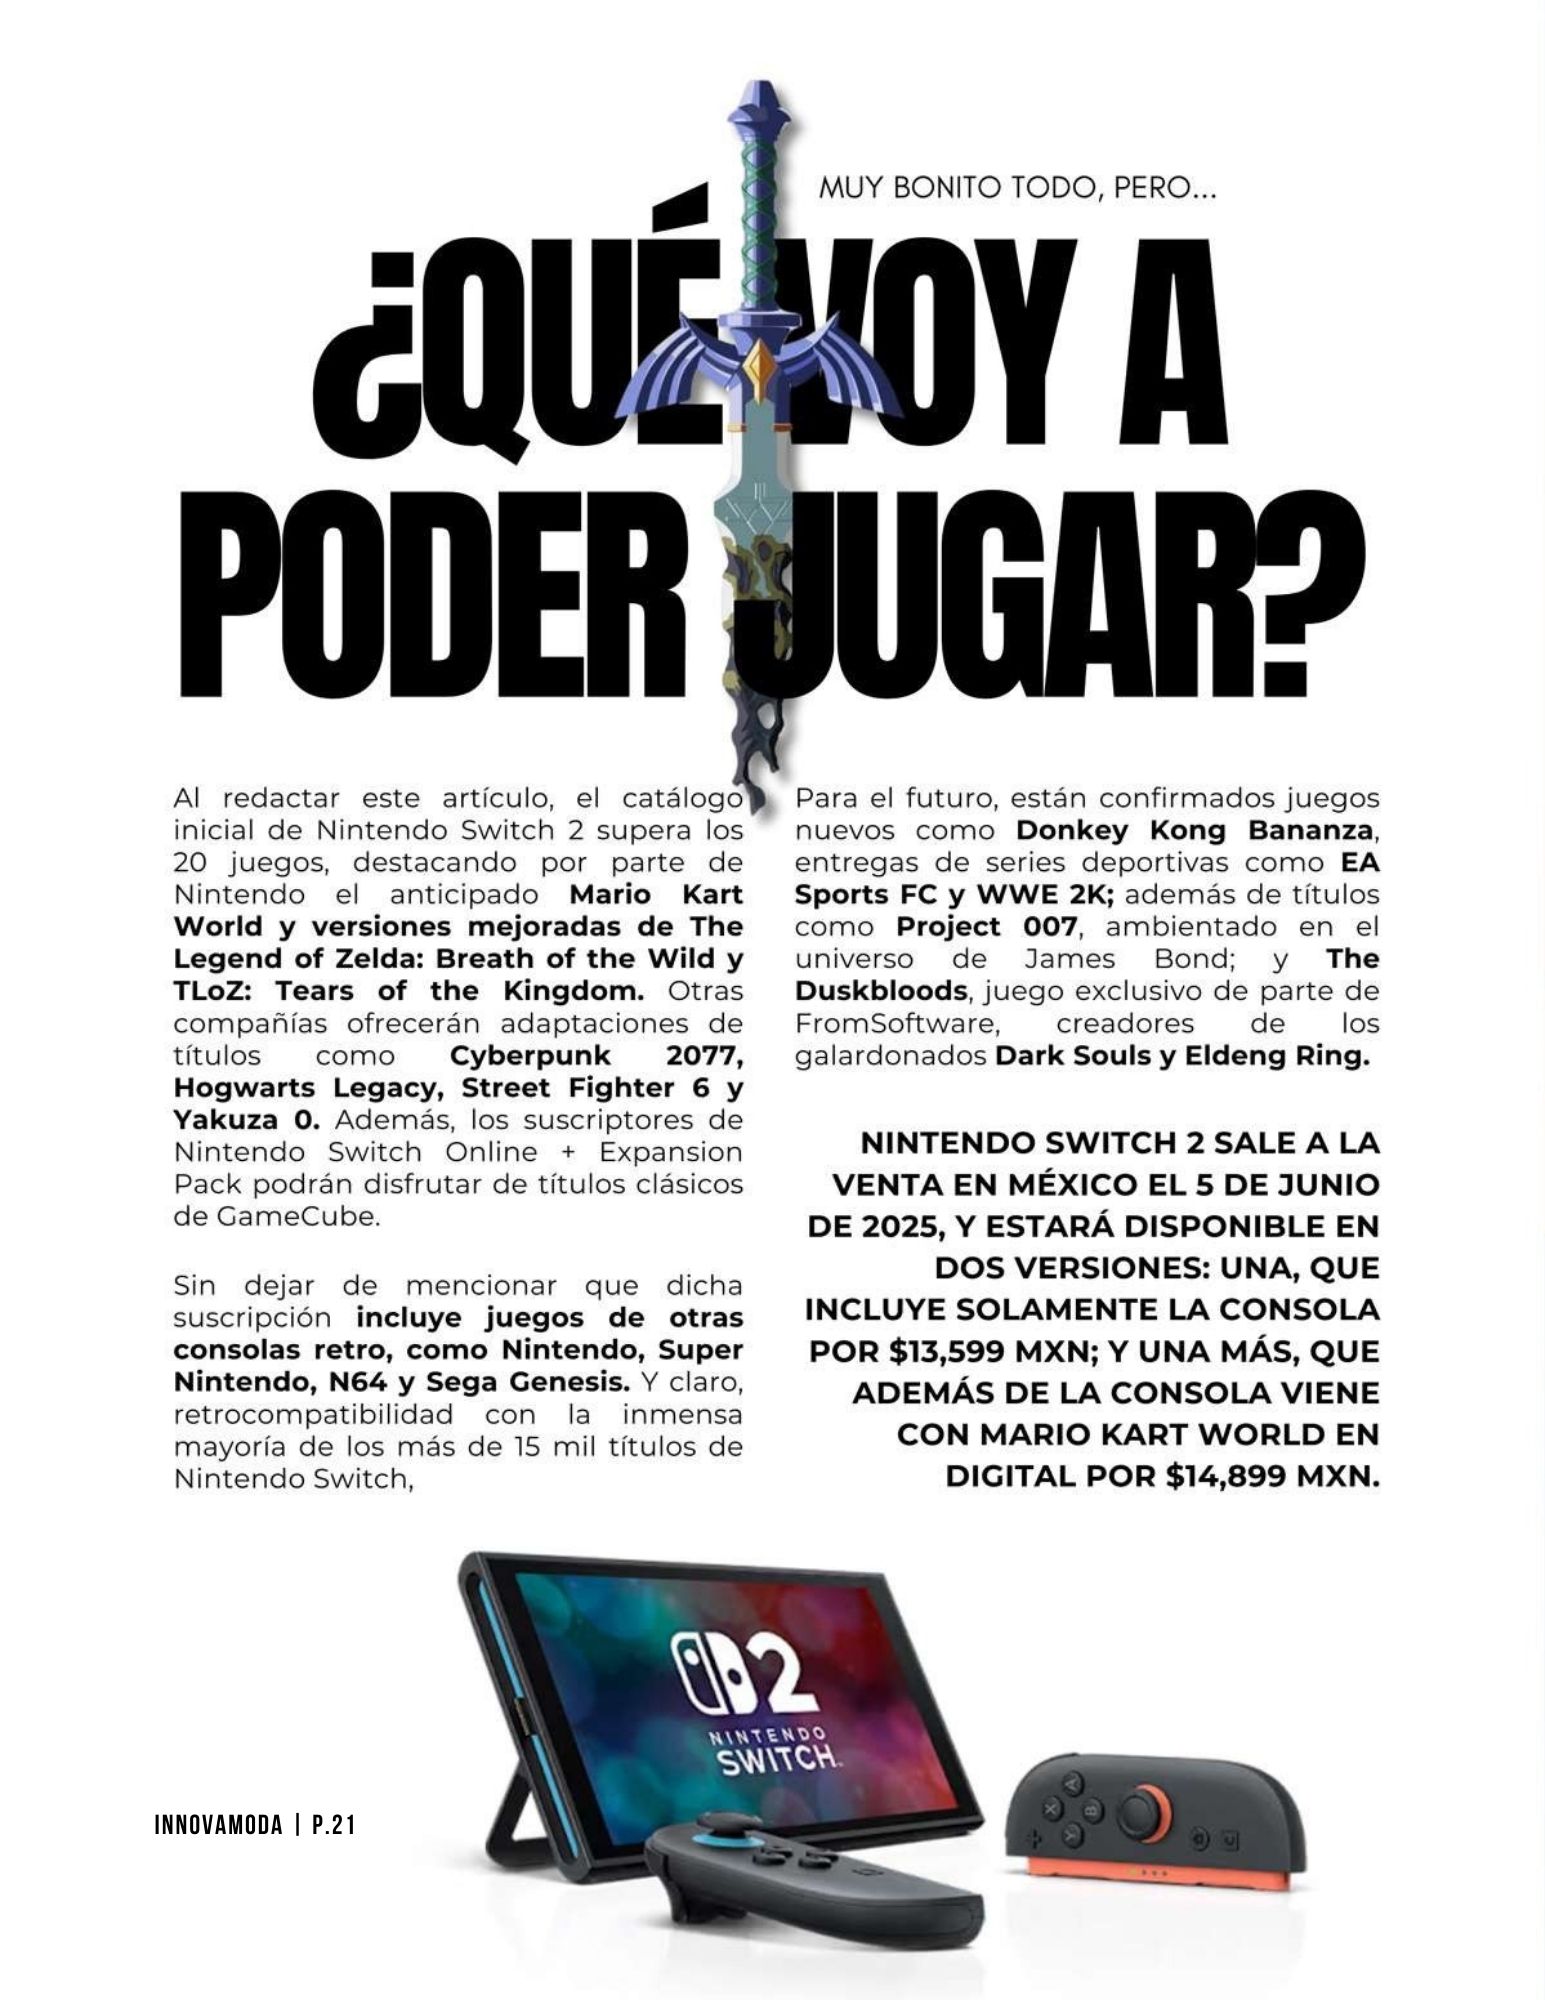 MUY BONITO TODO, PERO...
¿QUÉ VOY A
PODER JUGAR?
Al redactar este artículo, el catálogo
inicial de Nintendo Switch 2 supera los
20 juegos, destacando por parte de
Nintendo el anticipado Mario Kart
World y versiones mejoradas de The
Legend of Zelda: Breath of the Wild y
TLoZ: Tears of the Kingdom. Otras
compañías ofrecerán adaptaciones de
títulos como Cyberpunk 2077,
Hogwarts Legacy, Street Fighter 6 y
Yakuza 0. Además, los suscriptores de
Nintendo Switch Online + Expansion
Pack podrán disfrutar de títulos clásicos
de GameCube.
Sin dejar de mencionar que dicha
suscripción incluye juegos de otras
consolas retro, como Nintendo, Super
Nintendo, N64 y Sega Genesis. Y claro,
retrocompatibilidad con la inmensa
mayoría de los más de 15 mil títulos de
Nintendo Switch,
Para el futuro, están confirmados juegos
nuevos como Donkey Kong Bananza,
entregas de series deportivas como EA
Sports FC y WWE 2K; además de títulos
como Project 007, ambientado en el
universo de James Bond; y The
Duskbloods, juego exclusivo de parte de
FromSoftware, creadores de los
galardonados Dark Souls y Eldeng Ring.
NINTENDO SWITCH 2 SALE A LA
VENTA EN MÉXICO EL 5 DE JUNIO
DE 2025, Y ESTARÁ DISPONIBLE EN
DOS VERSIONES: UNA, QUE
INCLUYE SOLAMENTE LA CONSOLA
POR $13,599 MXN; Y UNA MÁS, QUE
ADEMÁS DE LA CONSOLA VIENE
CON MARIO KART WORLD EN
DIGITAL POR $14,899 MXN.
2
NINTENDO
SWITCH
A
X
B
Y
INNOVAMODA | P.21